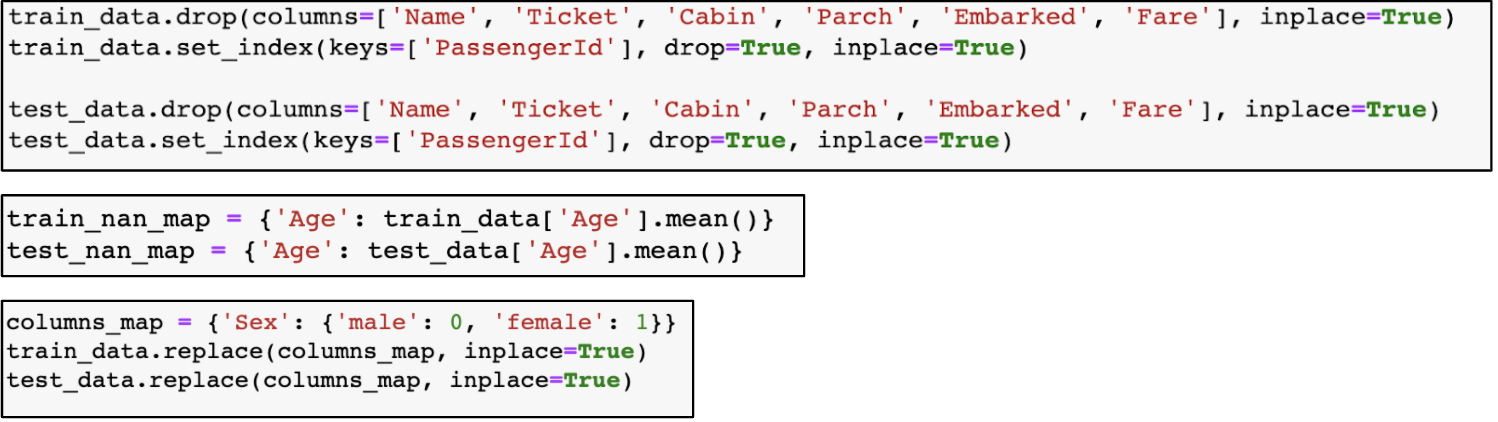 train_data.drop(columns=['Name', 'Ticket', 'Cabin', 'Parch', 'Embarked', 'Fare'], inplace=True)
train_data.set_index(keys=['PassengerId'], drop=True, inplace=True)
test_data.drop(columns=['Name', 'Ticket', 'Cabin', 'Parch', 'Embarked', 'Fare'], inplace=True)
test_data.set_index(keys=['PassengerId'], drop=True, inplace=True)
train_nan_map = {'Age': train_data['Age'].mean()}
test_nan_map = {'Age': test_data['Age'].mean()}
columns_map = {'Sex': {'male': 0, 'female': 1}}
train_data.replace(columns_map, inplace=True)
test_data.replace(columns_map, inplace=True)